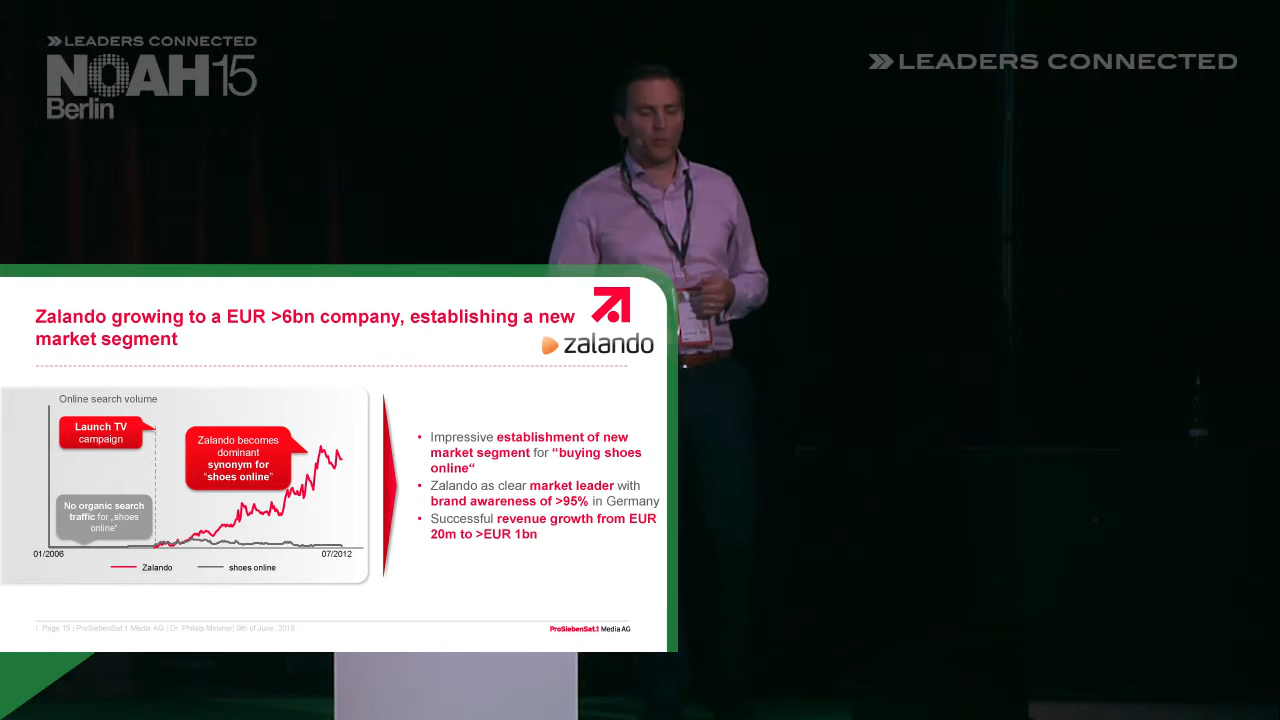 LEADERS CONNECTED
NOAH15
Berlin
LEADERS CONNECTED
Zalando growing to a EUR >6bn company, establishing a new
market segment
zalando
Online search volume
Launch TV
campaign
Zalando becomes
dominant
synonym for
“shoes online”
No organic search
traffic for „shoes
online“
01/2006
07/2012
Zalando
shoes online
• Impressive establishment of new
market segment for “buying shoes
online“
• Zalando as clear market leader with
brand awareness of >95% in Germany
• Successful revenue growth from EUR
20m to >EUR 1bn
| Page 15 | ProSiebenSat.1 Media AG | Dr. Philipp Meixner| 9th of June, 2015|
ProSiebenSat.1 Media AG